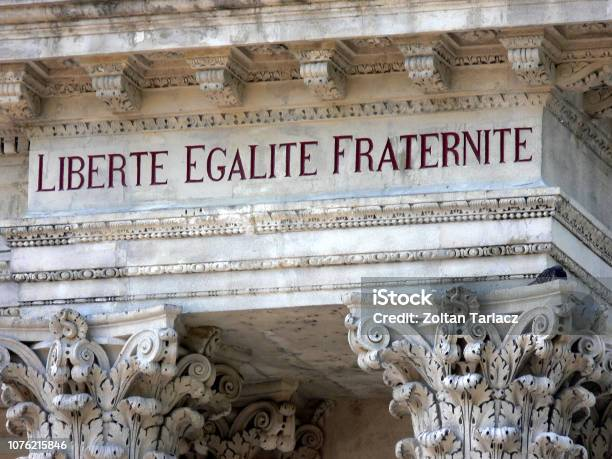 LIBERTE EGALITE FRATERNITE
iStock
Credit: Zoltan Tarlacz
1076215846